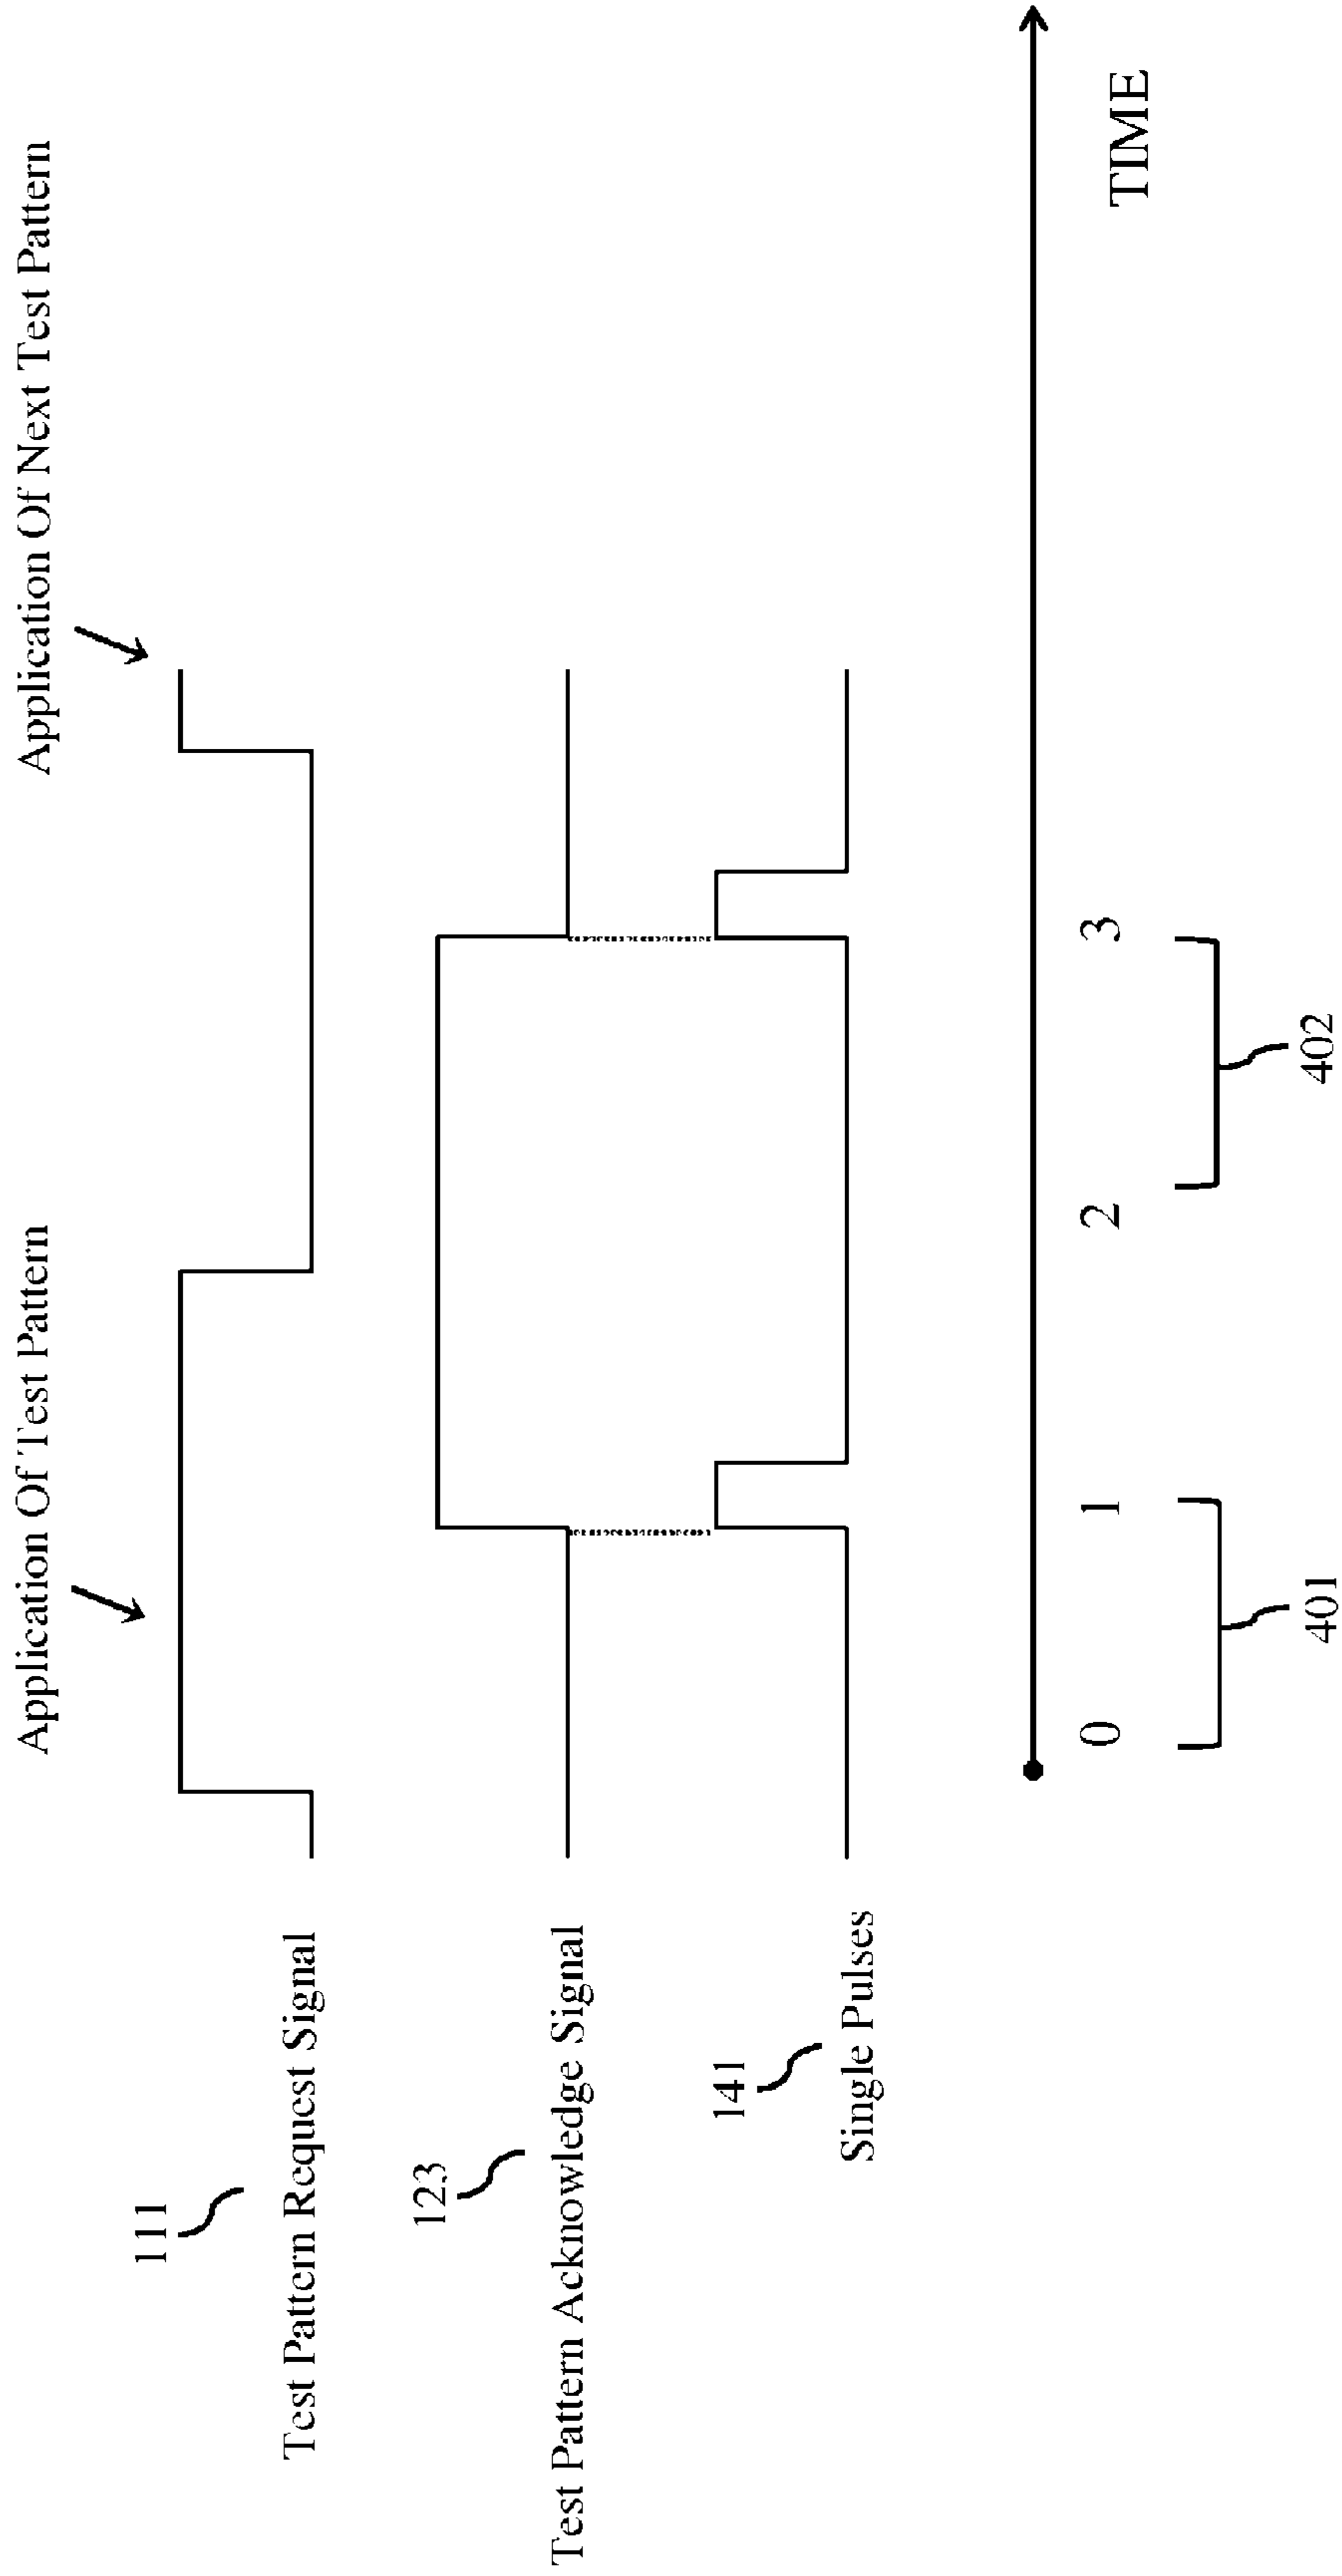 Application Of Test Pattern
Application Of Next Test Pattern
111
Test Pattern Request Signal
123
Test Pattern Acknowledge Signal
141
Single Pulses
0
1
2
3
TIME
401
402